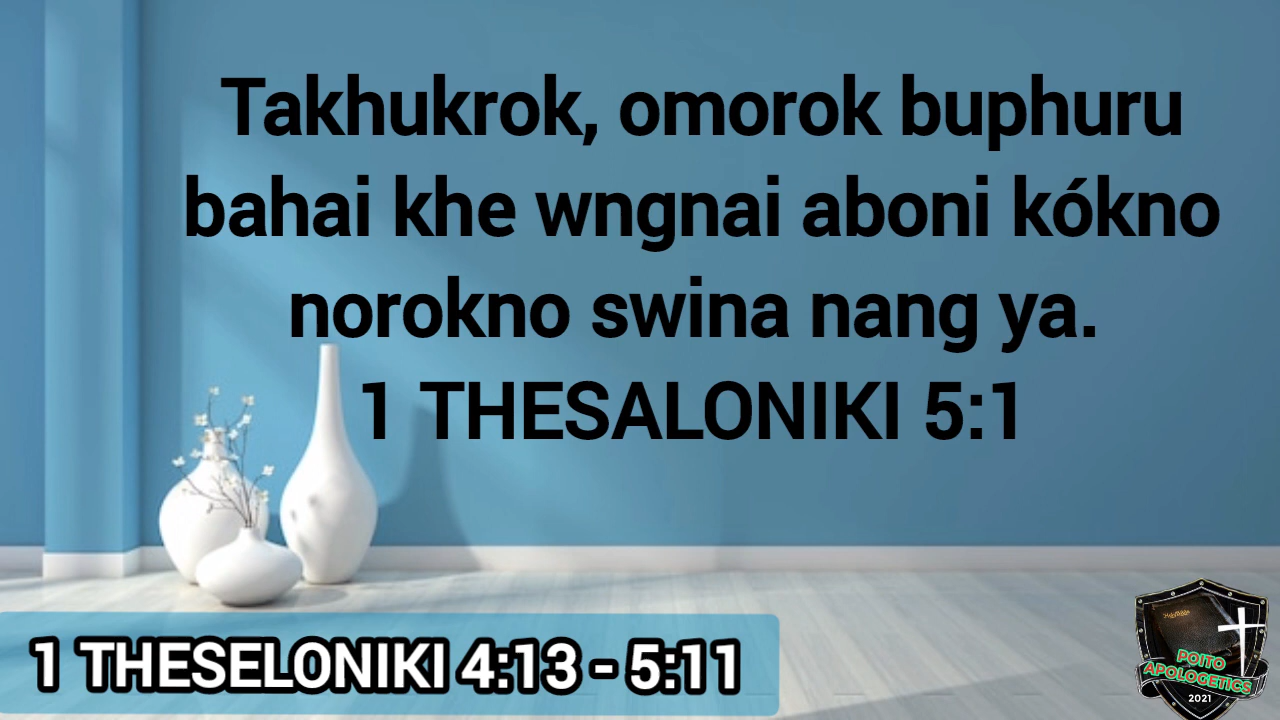 Takhukrok, omorok buphuru
bahai khe wngnai aboni kókno
norokno swina nang ya.
1 THESALONIKI 5:1
1 THESELONIKI 4:13 - 5:11
POITO
APOLOGETICS
2021